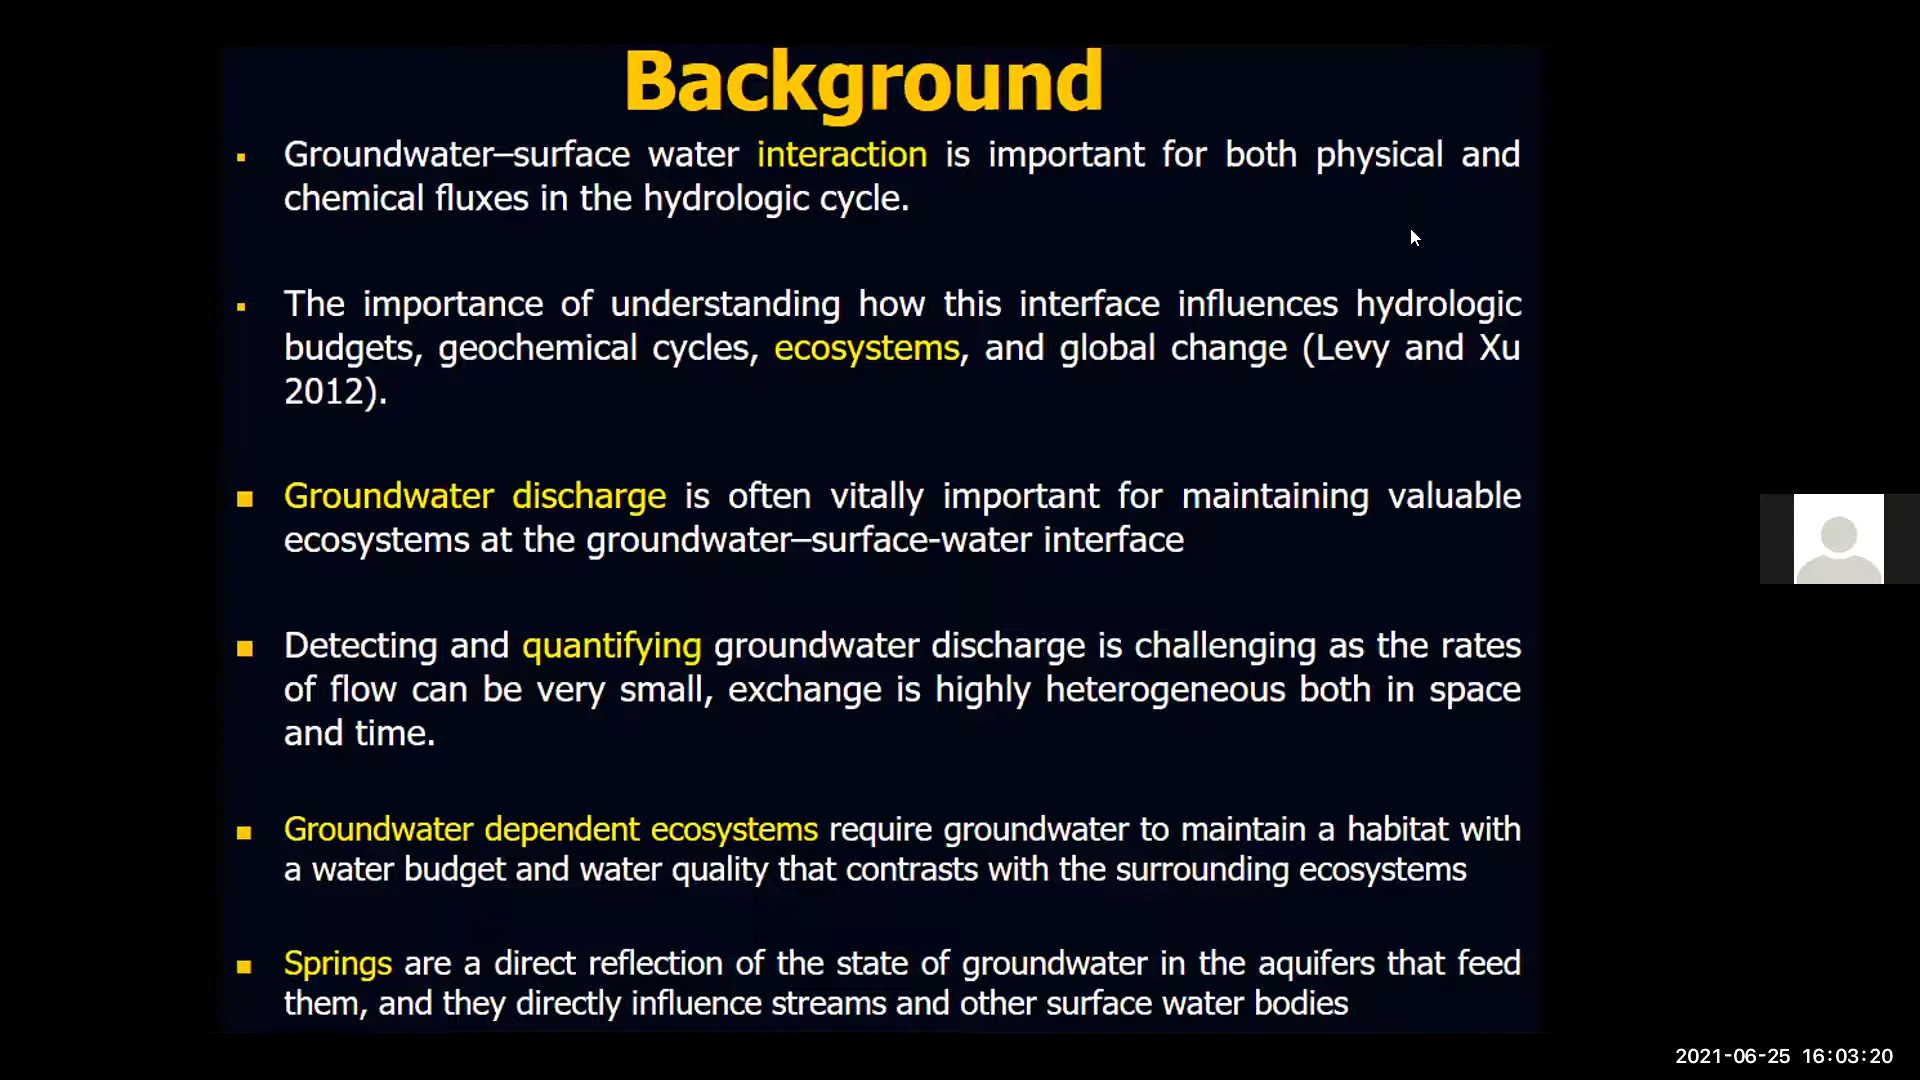 Background
Groundwater–surface water interaction is important for both physical and
chemical fluxes in the hydrologic cycle.
The importance of understanding how this interface influences hydrologic
budgets, geochemical cycles, ecosystems, and global change (Levy and Xu
2012).
Groundwater discharge is often vitally important for maintaining valuable
ecosystems at the groundwater–surface-water interface
Detecting and quantifying groundwater discharge is challenging as the rates
of flow can be very small, exchange is highly heterogeneous both in space
and time.
Groundwater dependent ecosystems require groundwater to maintain a habitat with
a water budget and water quality that contrasts with the surrounding ecosystems
Springs are a direct reflection of the state of groundwater in the aquifers that feed
them, and they directly influence streams and other surface water bodies
2021-06-25 16:03:20